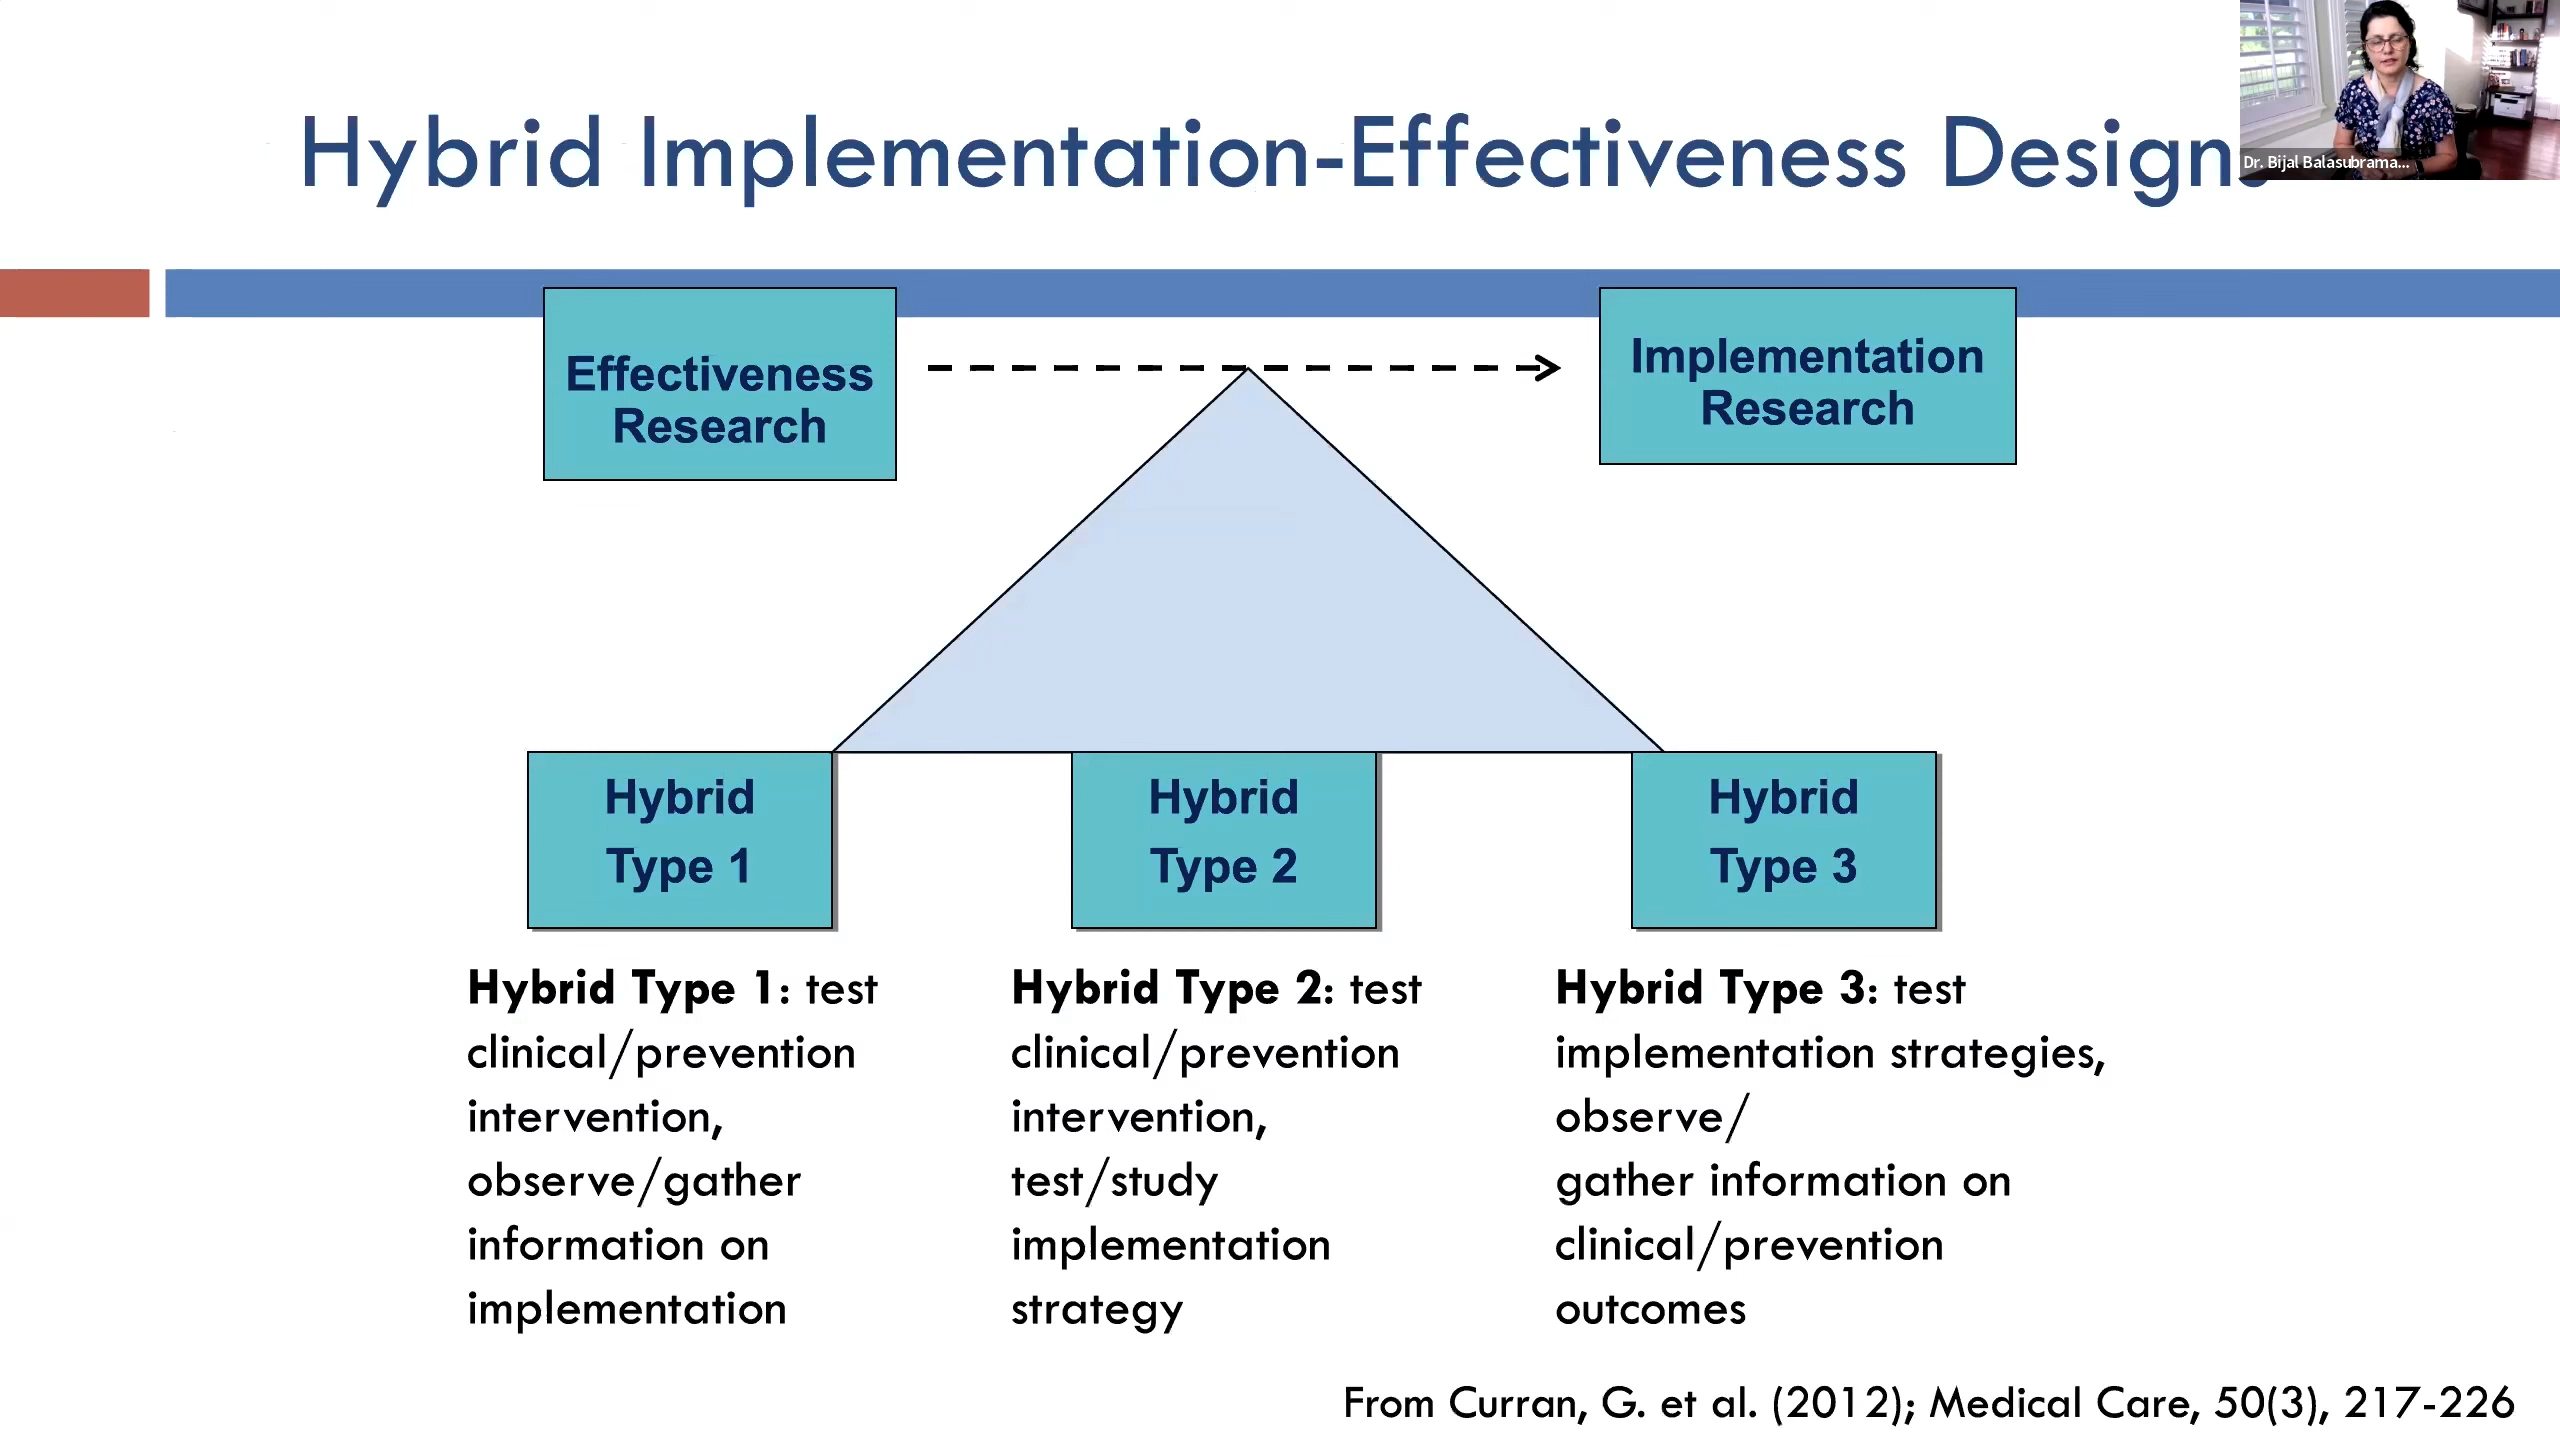 Hybrid Implementation-Effectiveness Designs
Dr. Bijal Balasubrama...
Effectiveness
Research
Implementation
Research
Hybrid
Type 1
Hybrid
Type 2
Hybrid
Type 3
Hybrid Type 1: test
clinical/prevention
intervention,
observe/gather
information on
implementation
Hybrid Type 2: test
clinical/prevention
intervention,
test/study
implementation
strategy
Hybrid Type 3: test
implementation strategies,
observe/
gather information on
clinical/prevention
outcomes
From Curran, G. et al. (2012); Medical Care, 50(3), 217-226